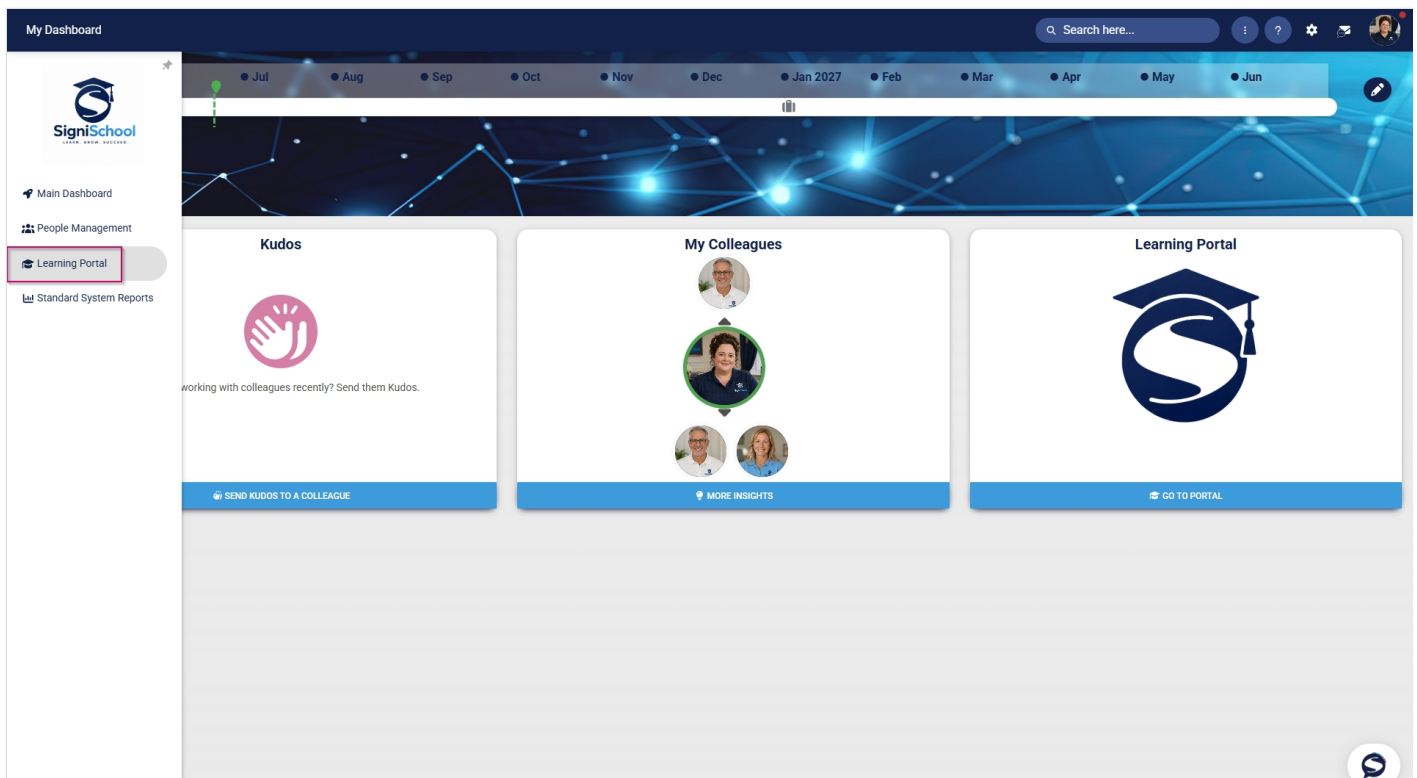 My Dashboard
Search here...
?
SigniSchool
LEARN. GROW. SUCCEED.
Jul
Aug
Sep
Oct
Nov
Dec
Jan 2027
Feb
Mar
Apr
May
Jun
Main Dashboard
People Management
Learning Portal
Standard System Reports
Kudos
working with colleagues recently? Send them Kudos.
SEND KUDOS TO A COLLEAGUE
My Colleagues
MORE INSIGHTS
Learning Portal
GO TO PORTAL